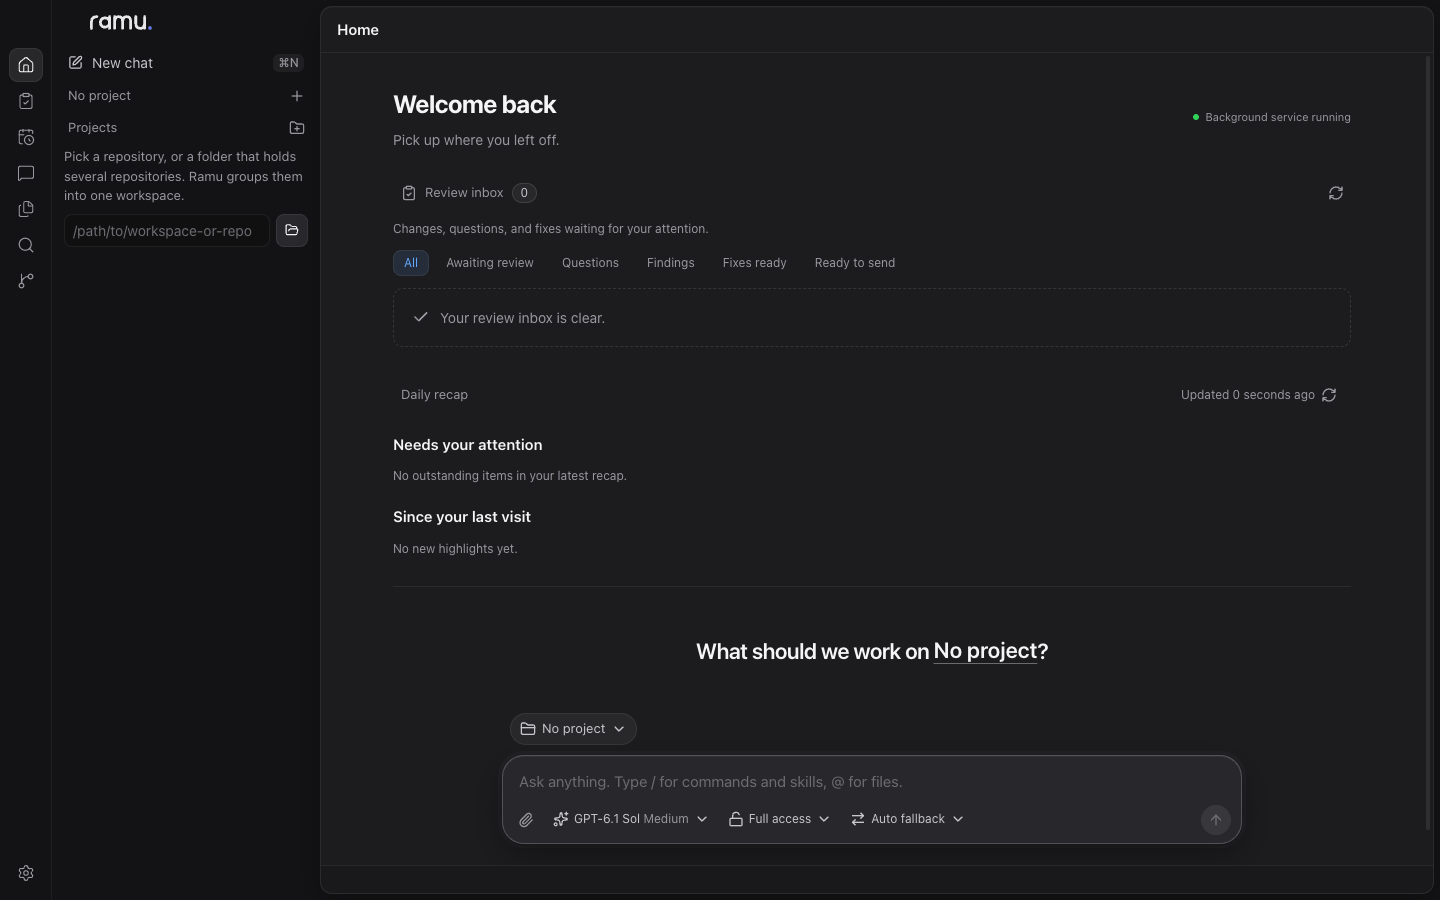 ramu.
New chat
⌘N
No project
Projects
Pick a repository, or a folder that holds
several repositories. Ramu groups them
into one workspace.
/path/to/workspace-or-repo
Home
Welcome back
Pick up where you left off.
Background service running
Review inbox 0
Changes, questions, and fixes waiting for your attention.
All Awaiting review Questions Findings Fixes ready Ready to send
Your review inbox is clear.
Daily recap
Updated 0 seconds ago
Needs your attention
No outstanding items in your latest recap.
Since your last visit
No new highlights yet.
What should we work on No project?
No project
Ask anything. Type / for commands and skills, @ for files.
GPT-6.1 Sol Medium Full access Auto fallback